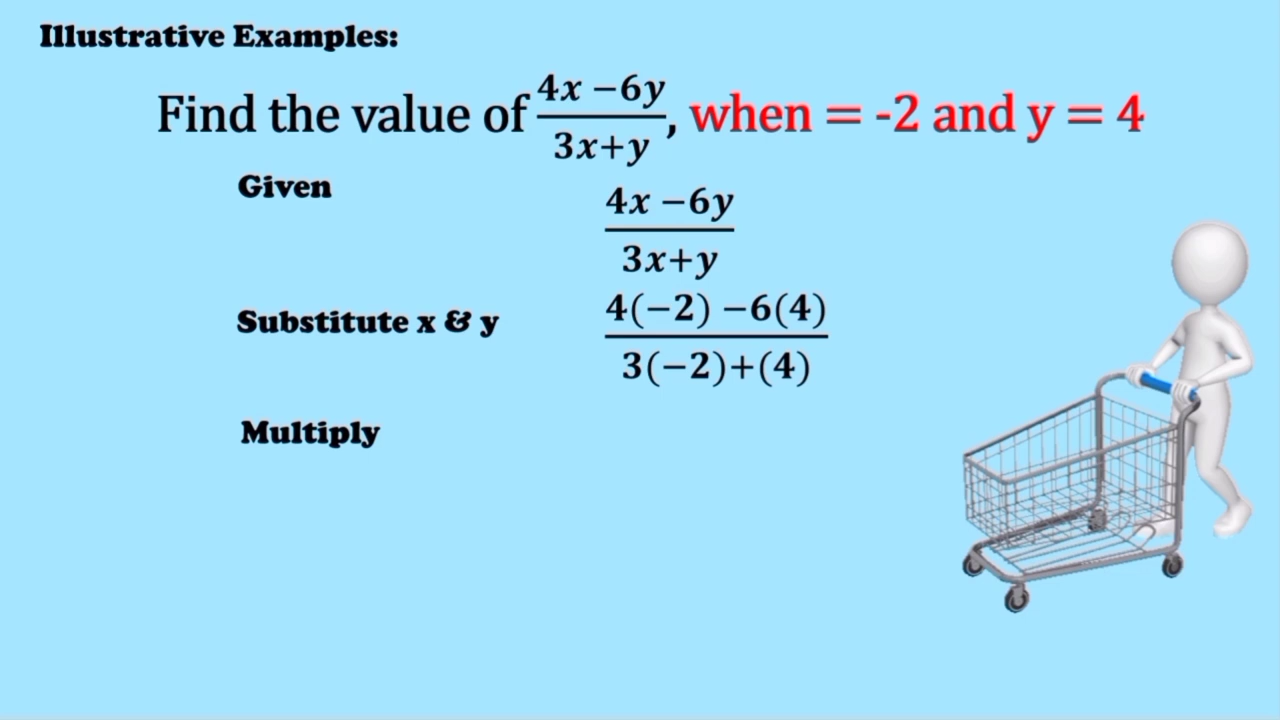 Illustrative Examples:
Find the value of (4x −6y)/(3x+y), when = -2 and y = 4
Given
4x −6y
3x+y
Substitute x & y
4(−2) −6(4)
3(−2)+(4)
Multiply